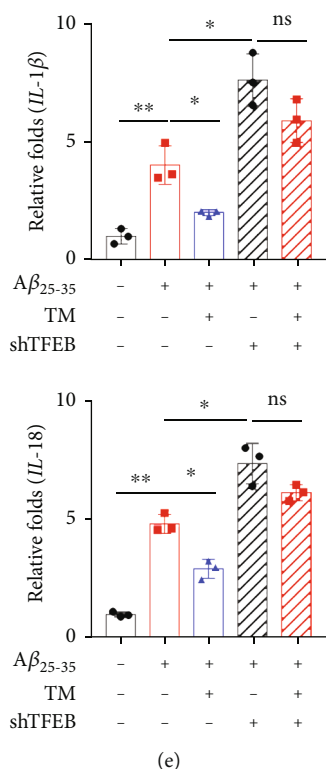 10
*
ns
**
*
5
0
Relative folds (IL-1β)
Aβ25-35 – + + + +
TM – – + – +
shTFEB – – – + +
10
*
ns
**
*
5
0
Relative folds (IL-18)
Aβ25-35 – + + + +
TM – – + – +
shTFEB – – – + +
(e)